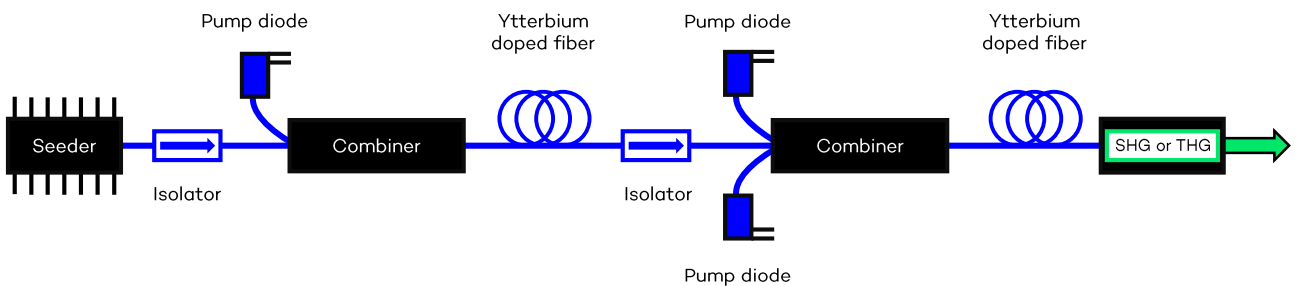 Pump diode
Ytterbium
doped fiber
Pump diode
Ytterbium
doped fiber
Seeder
Combiner
Combiner
SHG or THG
Isolator
Isolator
Pump diode